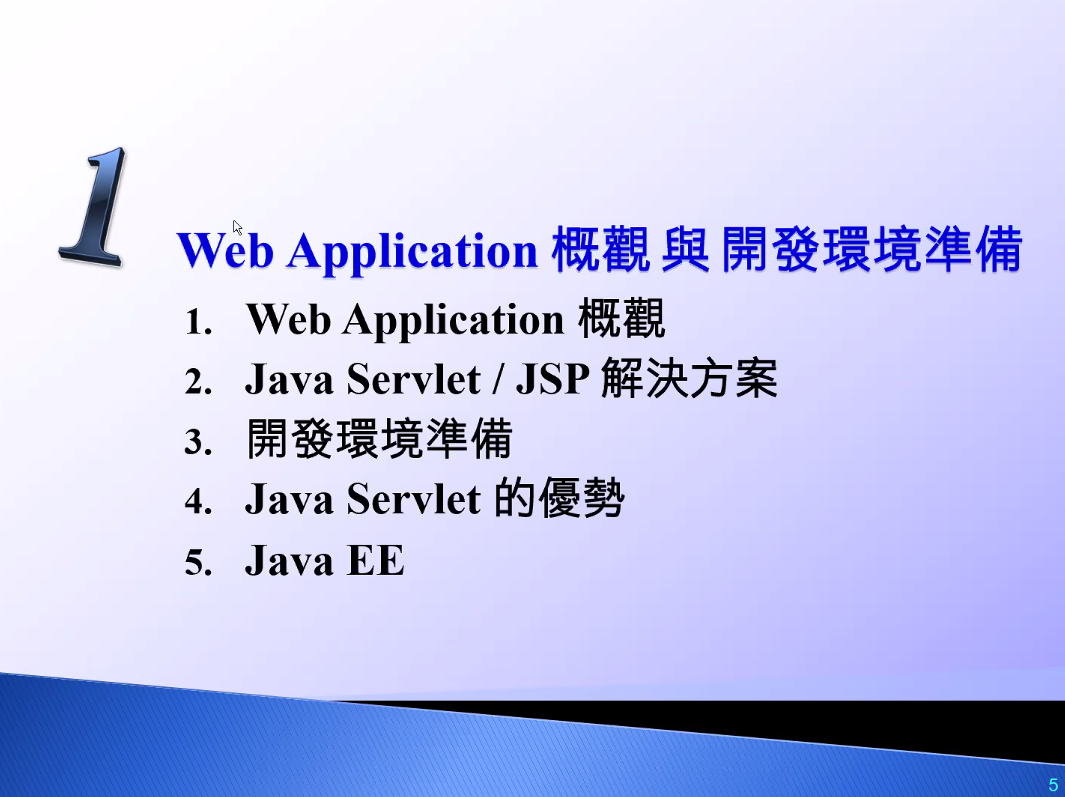 1
Web Application 概觀 與 開發環境準備
1. Web Application 概觀
2. Java Servlet / JSP 解決方案
3. 開發環境準備
4. Java Servlet 的優勢
5. Java EE
5